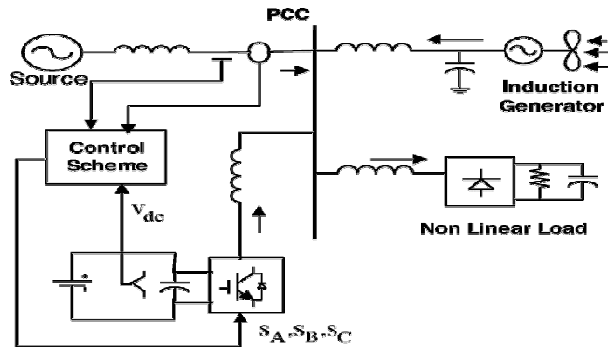 PCC
Source
Induction
Generator
Control
Scheme
Vdc
Non Linear Load
SA,SB,SC